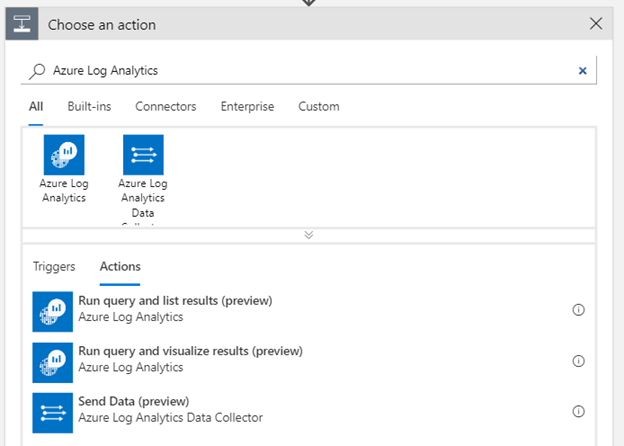 Choose an action
Azure Log Analytics
All Built-ins Connectors Enterprise Custom
Azure Log
Analytics
Azure Log
Analytics
Data
Triggers Actions
Run query and list results (preview)
Azure Log Analytics
Run query and visualize results (preview)
Azure Log Analytics
Send Data (preview)
Azure Log Analytics Data Collector